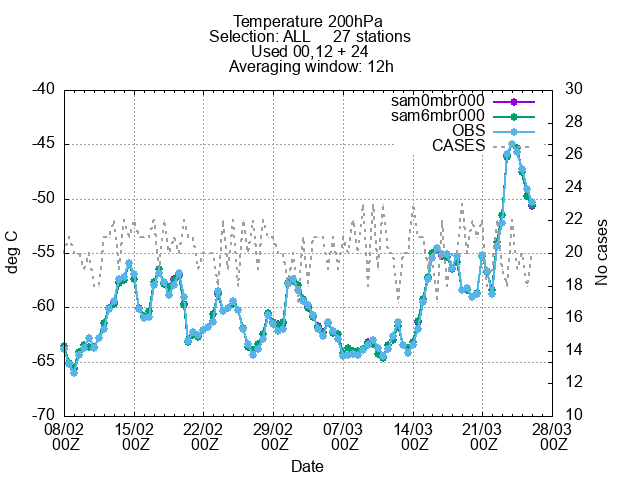 Temperature 200hPa
Selection: ALL 27 stations
Used 00,12 + 24
Averaging window: 12h
sam0mbr000
sam6mbr000
OBS
CASES
-40
-45
-50
-55
-60
-65
-70
deg C
30
28
26
24
22
20
18
16
14
12
10
No cases
08/02 15/02 22/02 29/02 07/03 14/03 21/03 28/03
00Z 00Z 00Z 00Z 00Z 00Z 00Z 00Z
Date